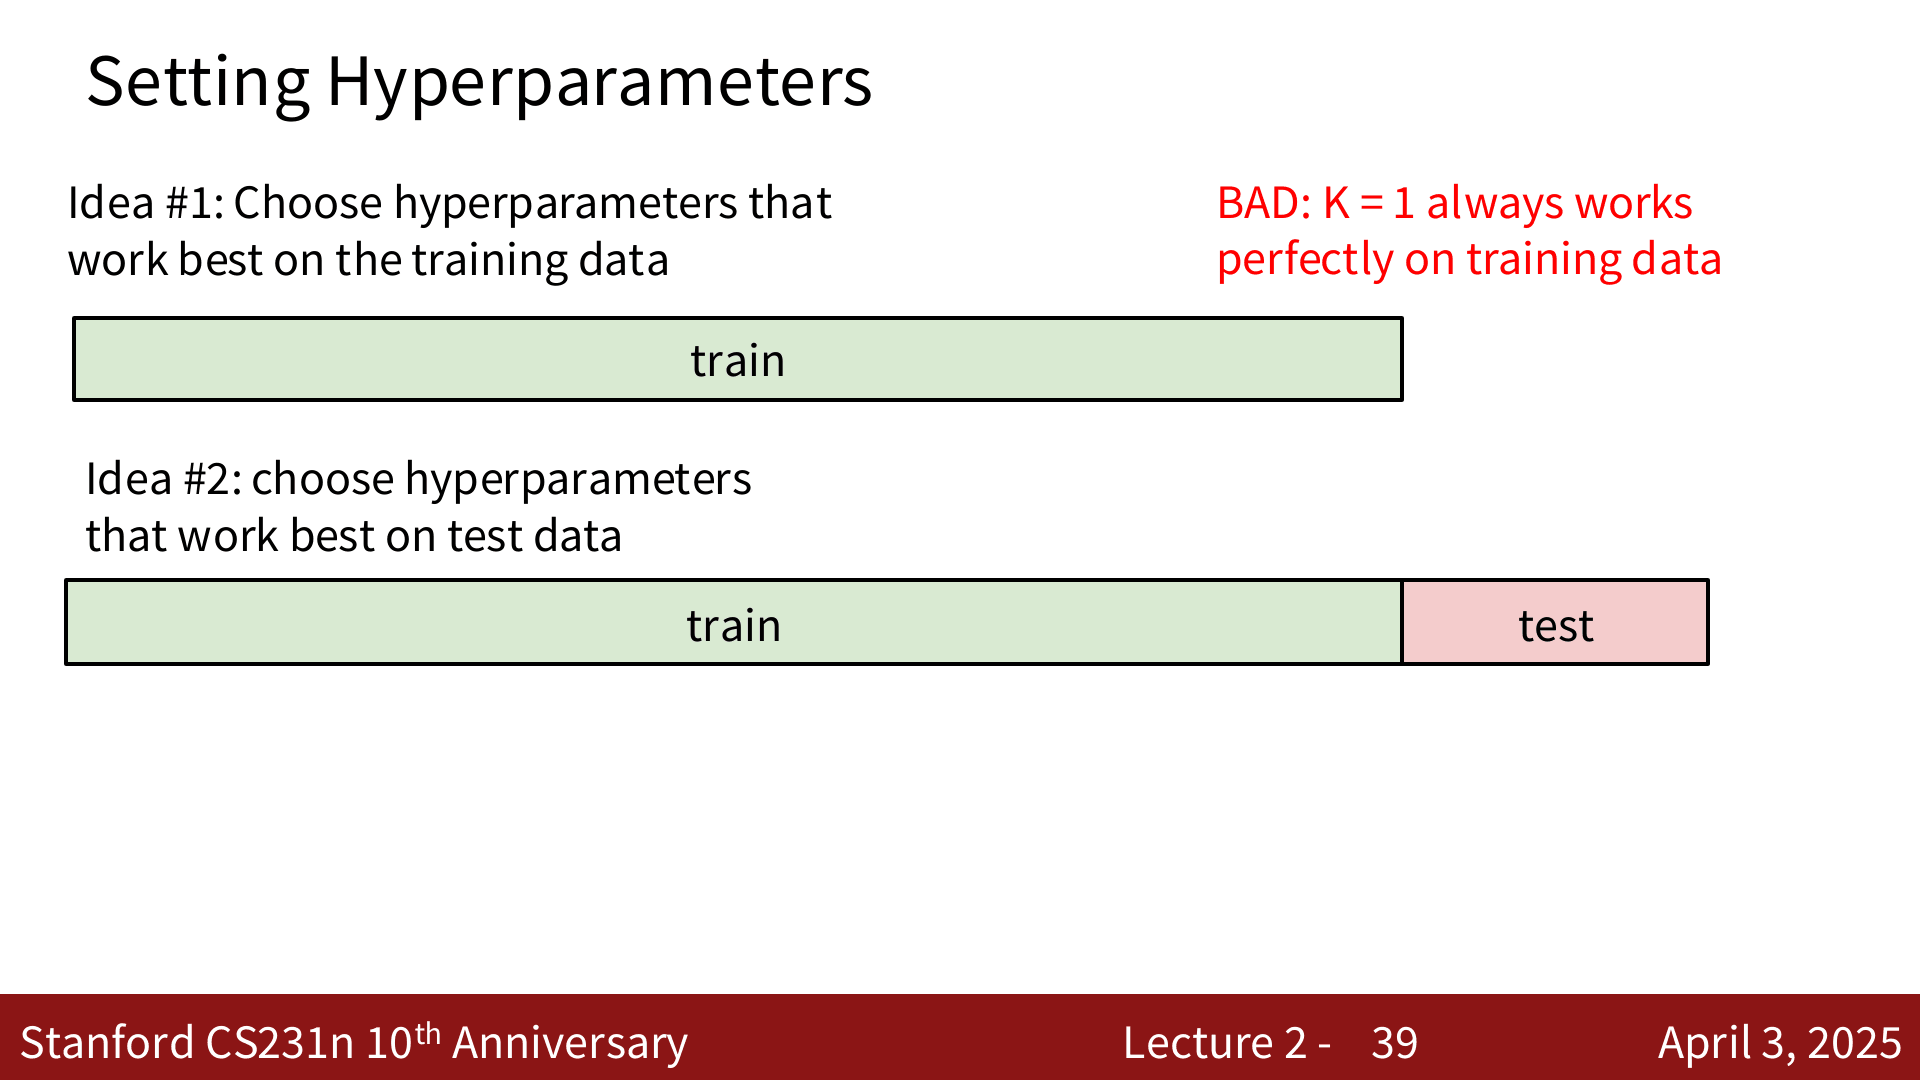 Setting Hyperparameters
Idea #1: Choose hyperparameters that
work best on the training data
BAD: K = 1 always works
perfectly on training data
train
Idea #2: choose hyperparameters
that work best on test data
train
test
Stanford CS231n 10th Anniversary
Lecture 2 - 39
April 3, 2025